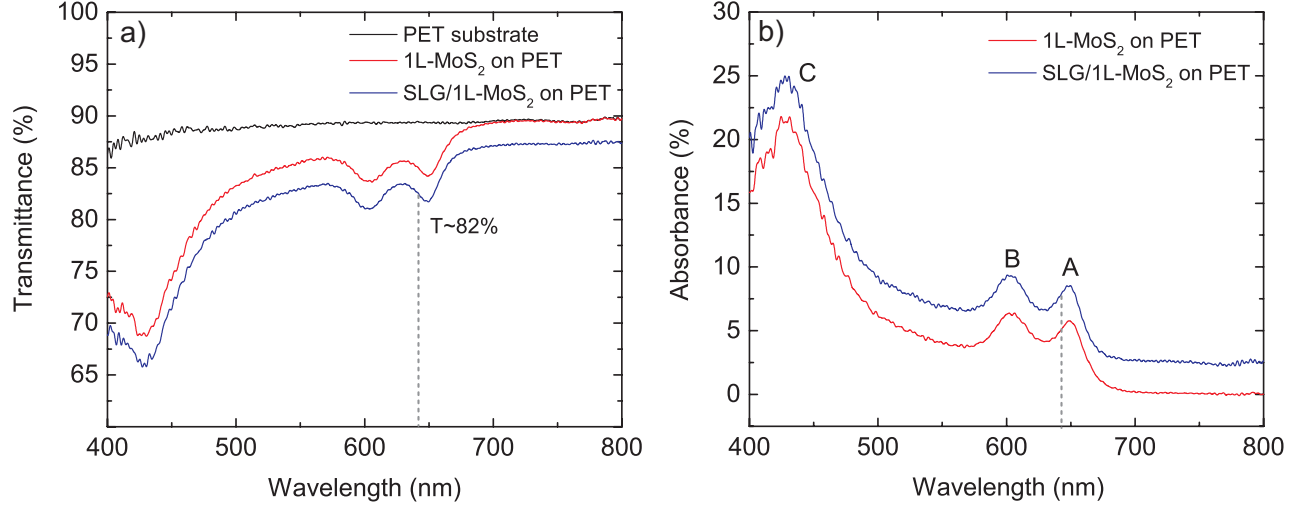 a)
PET substrate
1L-MoS₂ on PET
SLG/1L-MoS₂ on PET
T~82%
100
95
90
85
80
75
70
65
400
500
600
700
800
Transmittance (%)
Wavelength (nm)
b)
1L-MoS₂ on PET
SLG/1L-MoS₂ on PET
C
B
A
30
25
20
15
10
5
0
400
500
600
700
800
Absorbance (%)
Wavelength (nm)